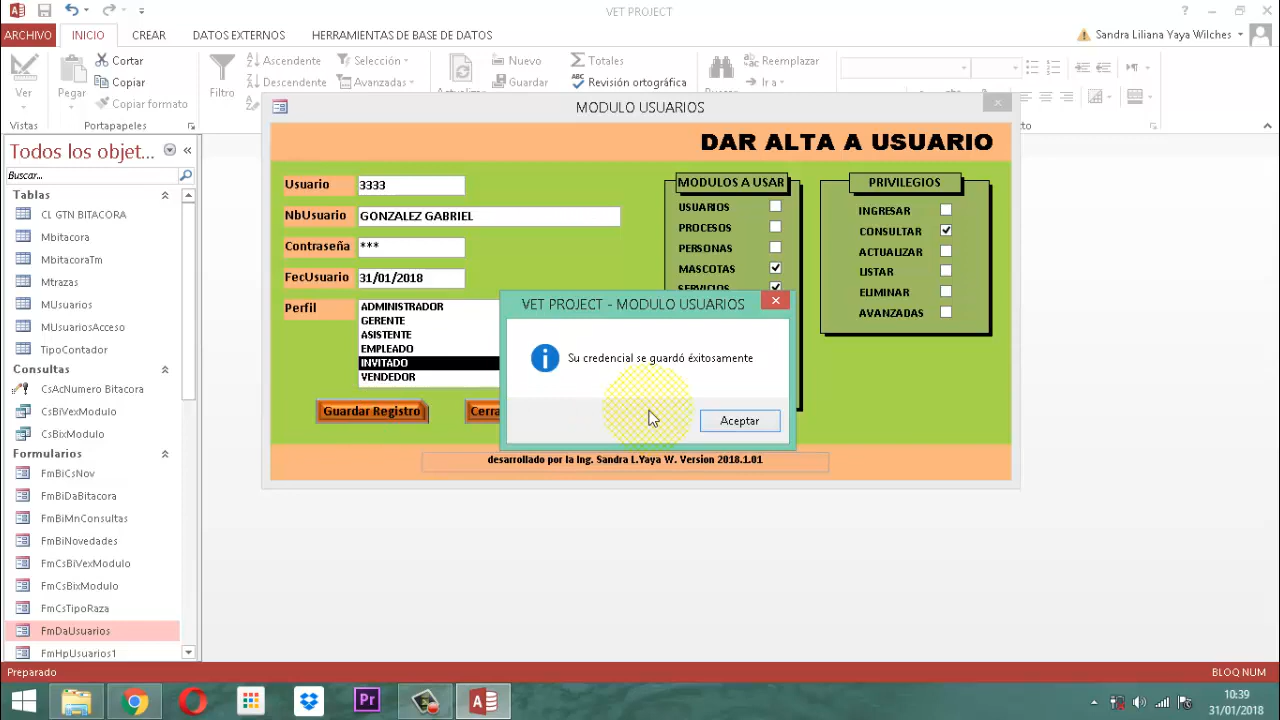 VET PROJECT
ARCHIVO INICIO CREAR DATOS EXTERNOS HERRAMIENTAS DE BASE DE DATOS Sandra Liliana Yaya Wilches
Ver
Vistas
Pegar
Cortar
Copiar
Copiar formato
Portapapeles
Filtro
Ascendente
Descendente
Selección
Avanzadas
Nuevo
Guardar
Totales
Revisión ortográfica
Reemplazar
Ir a
MODULO USUARIOS
DAR ALTA A USUARIO
Todos los objet...
Buscar...
Tablas
CL GTN BITACORA
Mbitacora
MbitacoraTm
Mtrazas
MUsuarios
MUsuariosAcceso
TipoContador
Consultas
CsAcNumero Bitacora
CsBiVexModulo
CsBixModulo
Formularios
FmBiCsNov
FmBiDaBitacora
FmBiMnConsultas
FmBiNovedades
FmCsBiVexModulo
FmCsBixModulo
FmCsTipoRaza
FmDaUsuarios
FmHpUsuarios1
Usuario 3333
NbUsuario GONZALEZ GABRIEL
Contraseña ***
FecUsuario 31/01/2018
Perfil
ADMINISTRADOR
GERENTE
ASISTENTE
EMPLEADO
INVITADO
VENDEDOR
Guardar Registro
Cerra
MODULOS A USAR
USUARIOS
PROCESOS
PERSONAS
MASCOTAS
SERVICIOS
PRIVILEGIOS
INGRESAR
CONSULTAR
ACTUALIZAR
LISTAR
ELIMINAR
AVANZADAS
VET PROJECT - MODULO USUARIOS
Su credencial se guardó éxitosamente
Aceptar
desarrollado por la Ing. Sandra L.Yaya W. Version 2018.1.01
Preparado
BLOQ NUM
Pr
10:39
31/01/2018